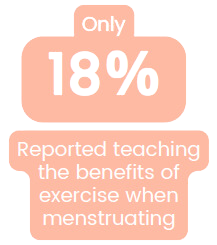 Only
18%
Reported teaching
the benefits of
exercise when
menstruating